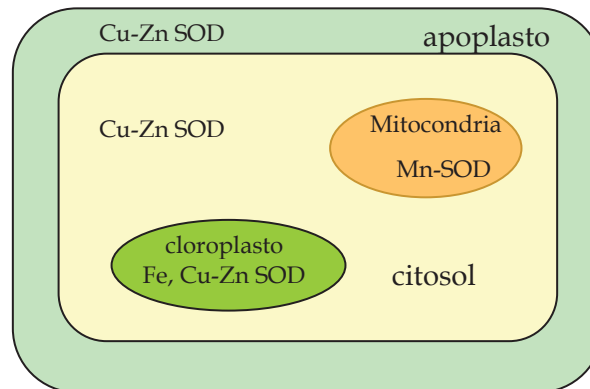 Cu-Zn SOD
apoplasto
Cu-Zn SOD
Mitocondria
Mn-SOD
cloroplasto
Fe, Cu-Zn SOD
citosol